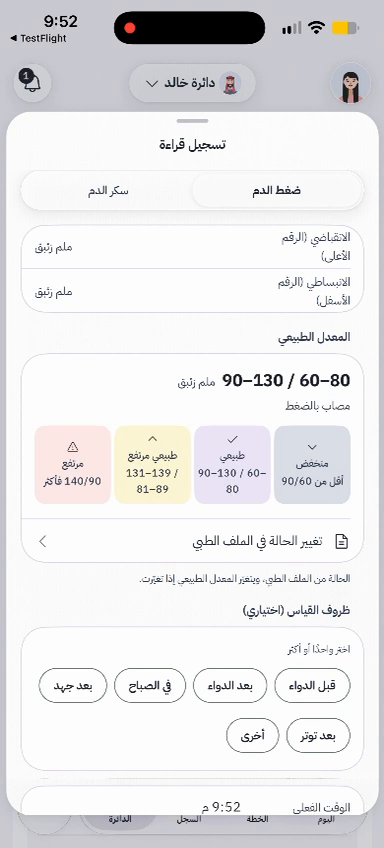 9:52
TestFlight
دائرة خالد
1
تسجيل قراءة
ضغط الدم
سكر الدم
الانقباضي (الرقم
الأعلى)
ملم زئبق
الانبساطي (الرقم
الأسفل)
ملم زئبق
المعدل الطبيعي
90–130 / 60–80 ملم زئبق
مصاب بالضغط
منخفض
أقل من 90/60
طبيعي
90–130 / 60–
80
طبيعي مرتفع
131–139 /
81–89
مرتفع
140/90 فأكثر
تغيير الحالة في الملف الطبي
الحالة من الملف الطبي، ويتغير المعدل الطبيعي إذا تغيّرت.
ظروف القياس (اختياري)
اختر واحدًا أو أكثر
قبل الدواء
بعد الدواء
في الصباح
بعد جهد
بعد توتر
أخرى
الوقت الفعلي
9:52 م
اليوم
الخطة
السجل
الدائرة